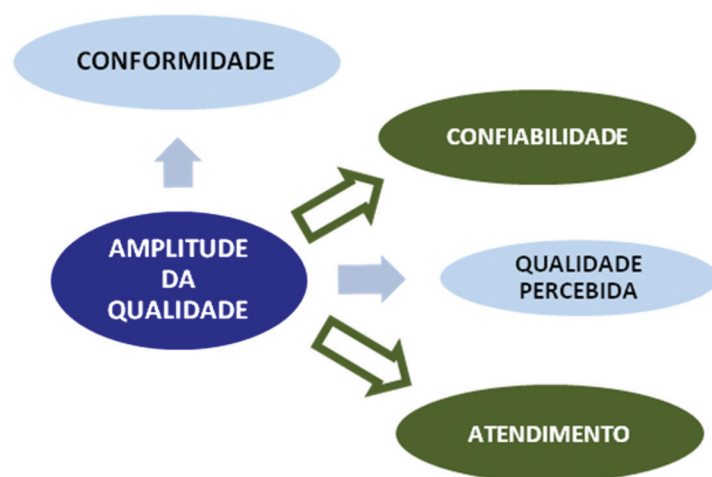 CONFORMIDADE
CONFIABILIDADE
AMPLITUDE
DA
QUALIDADE
QUALIDADE
PERCEBIDA
ATENDIMENTO